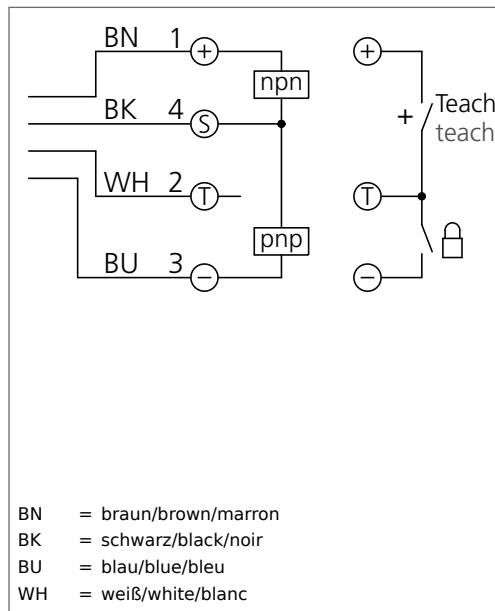 BN 1 + +
npn
+ Teach
teach
BK 4 S
WH 2 T T
pnp
BU 3 − −
BN = braun/brown/marron
BK = schwarz/black/noir
BU = blau/blue/bleu
WH = weiß/white/blanc